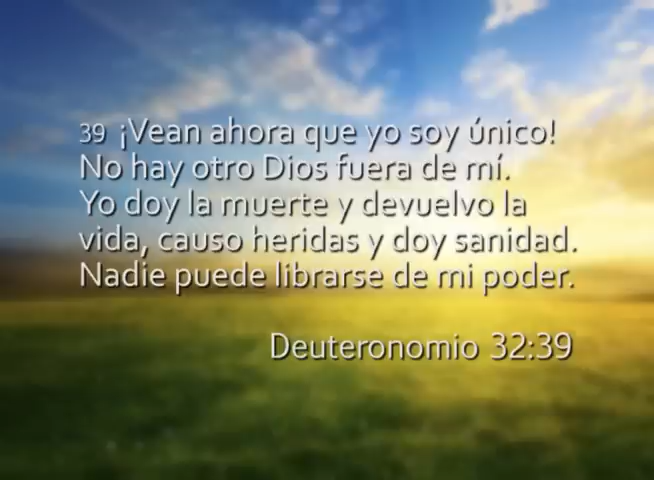 39 ¡Vean ahora que yo soy único!
No hay otro Dios fuera de mí.
Yo doy la muerte y devuelvo la
vida, causo heridas y doy sanidad.
Nadie puede librarse de mi poder.
Deuteronomio 32:39